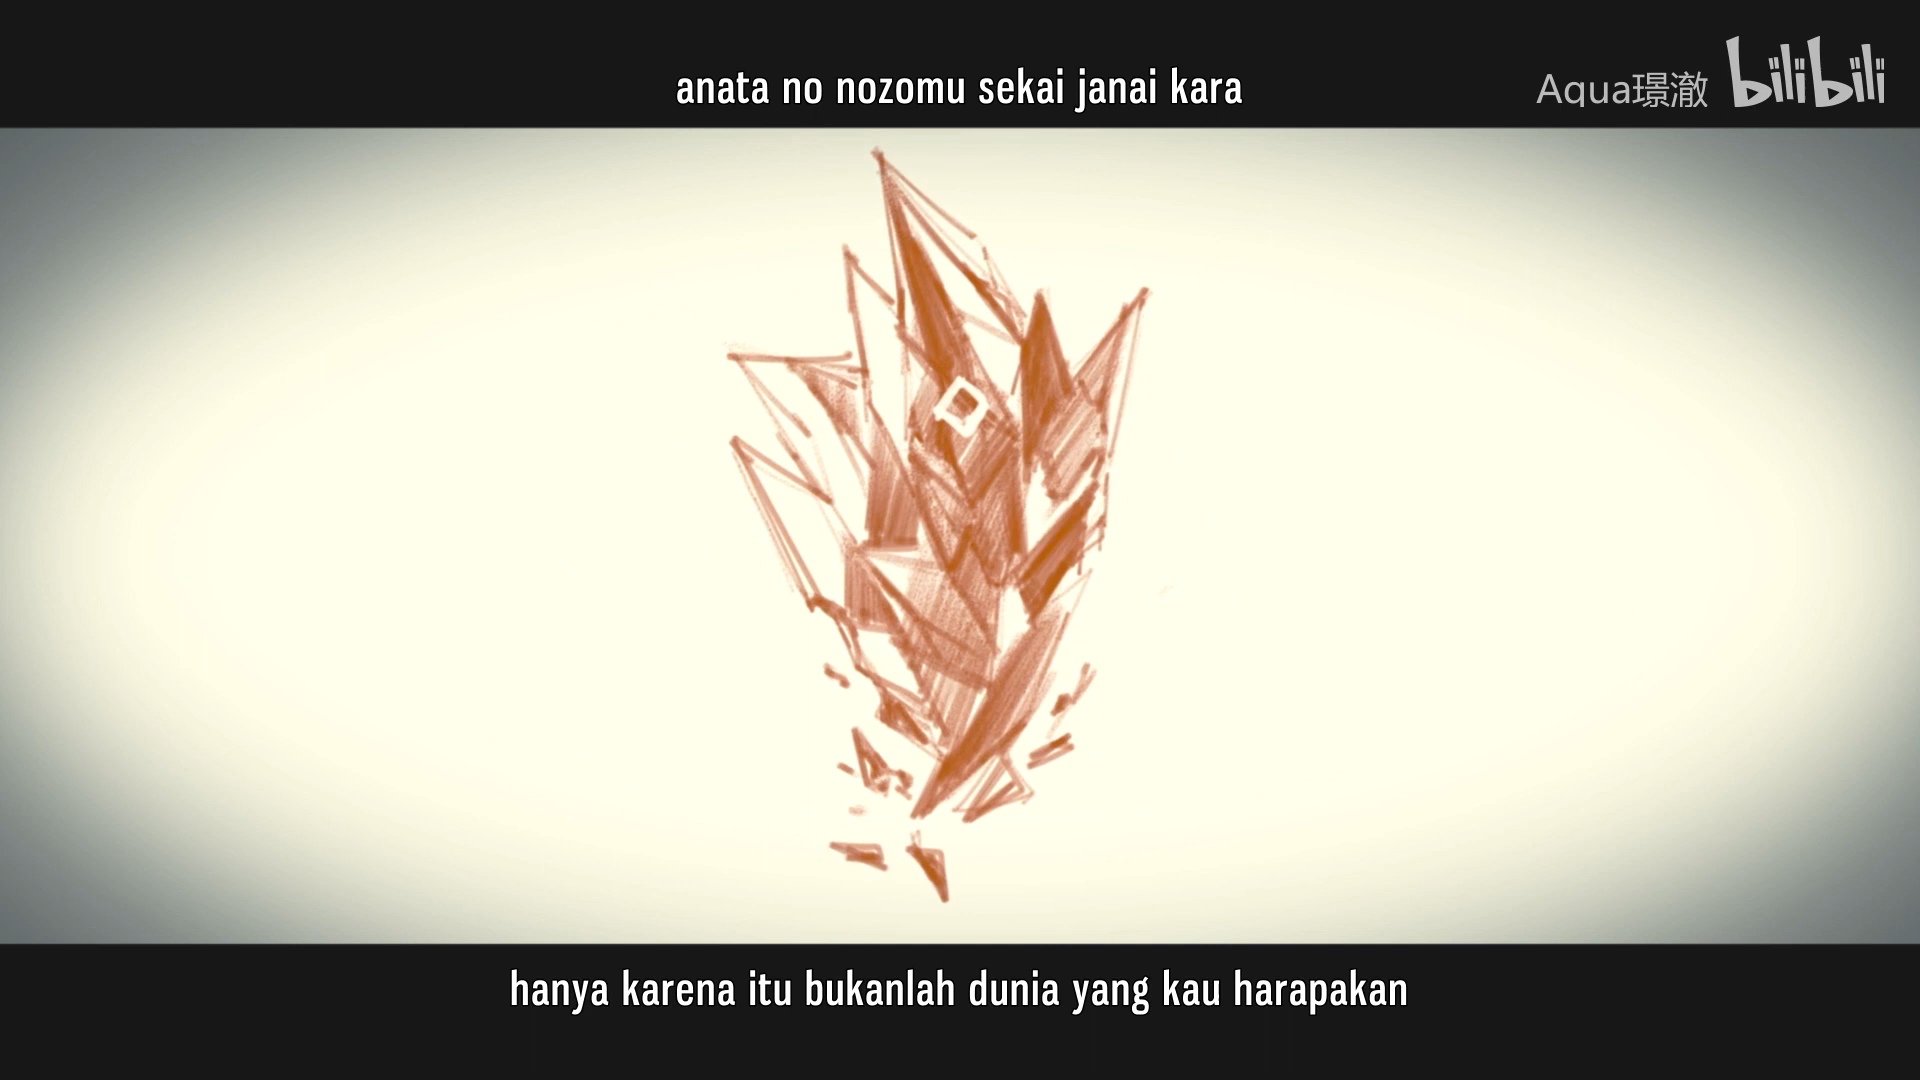 anata no nozomu sekai janai kara
Aqua璟澈 bilibili
hanya karena itu bukanlah dunia yang kau harapakan